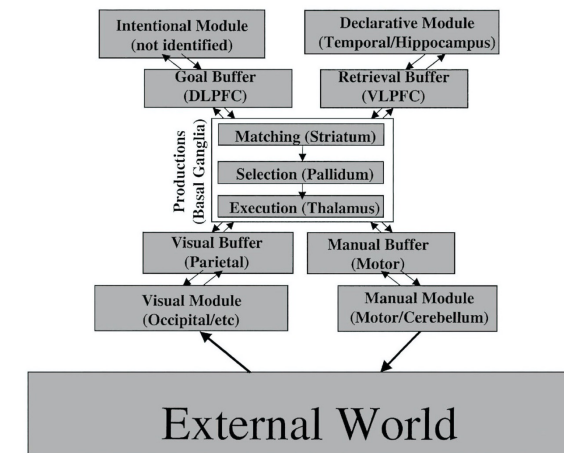 Intentional Module
(not identified)
Declarative Module
(Temporal/Hippocampus)
Goal Buffer
(DLPFC)
Retrieval Buffer
(VLPFC)
Productions
(Basal Ganglia)
Matching (Striatum)
Selection (Pallidum)
Execution (Thalamus)
Visual Buffer
(Parietal)
Manual Buffer
(Motor)
Visual Module
(Occipital/etc)
Manual Module
(Motor/Cerebellum)
External World